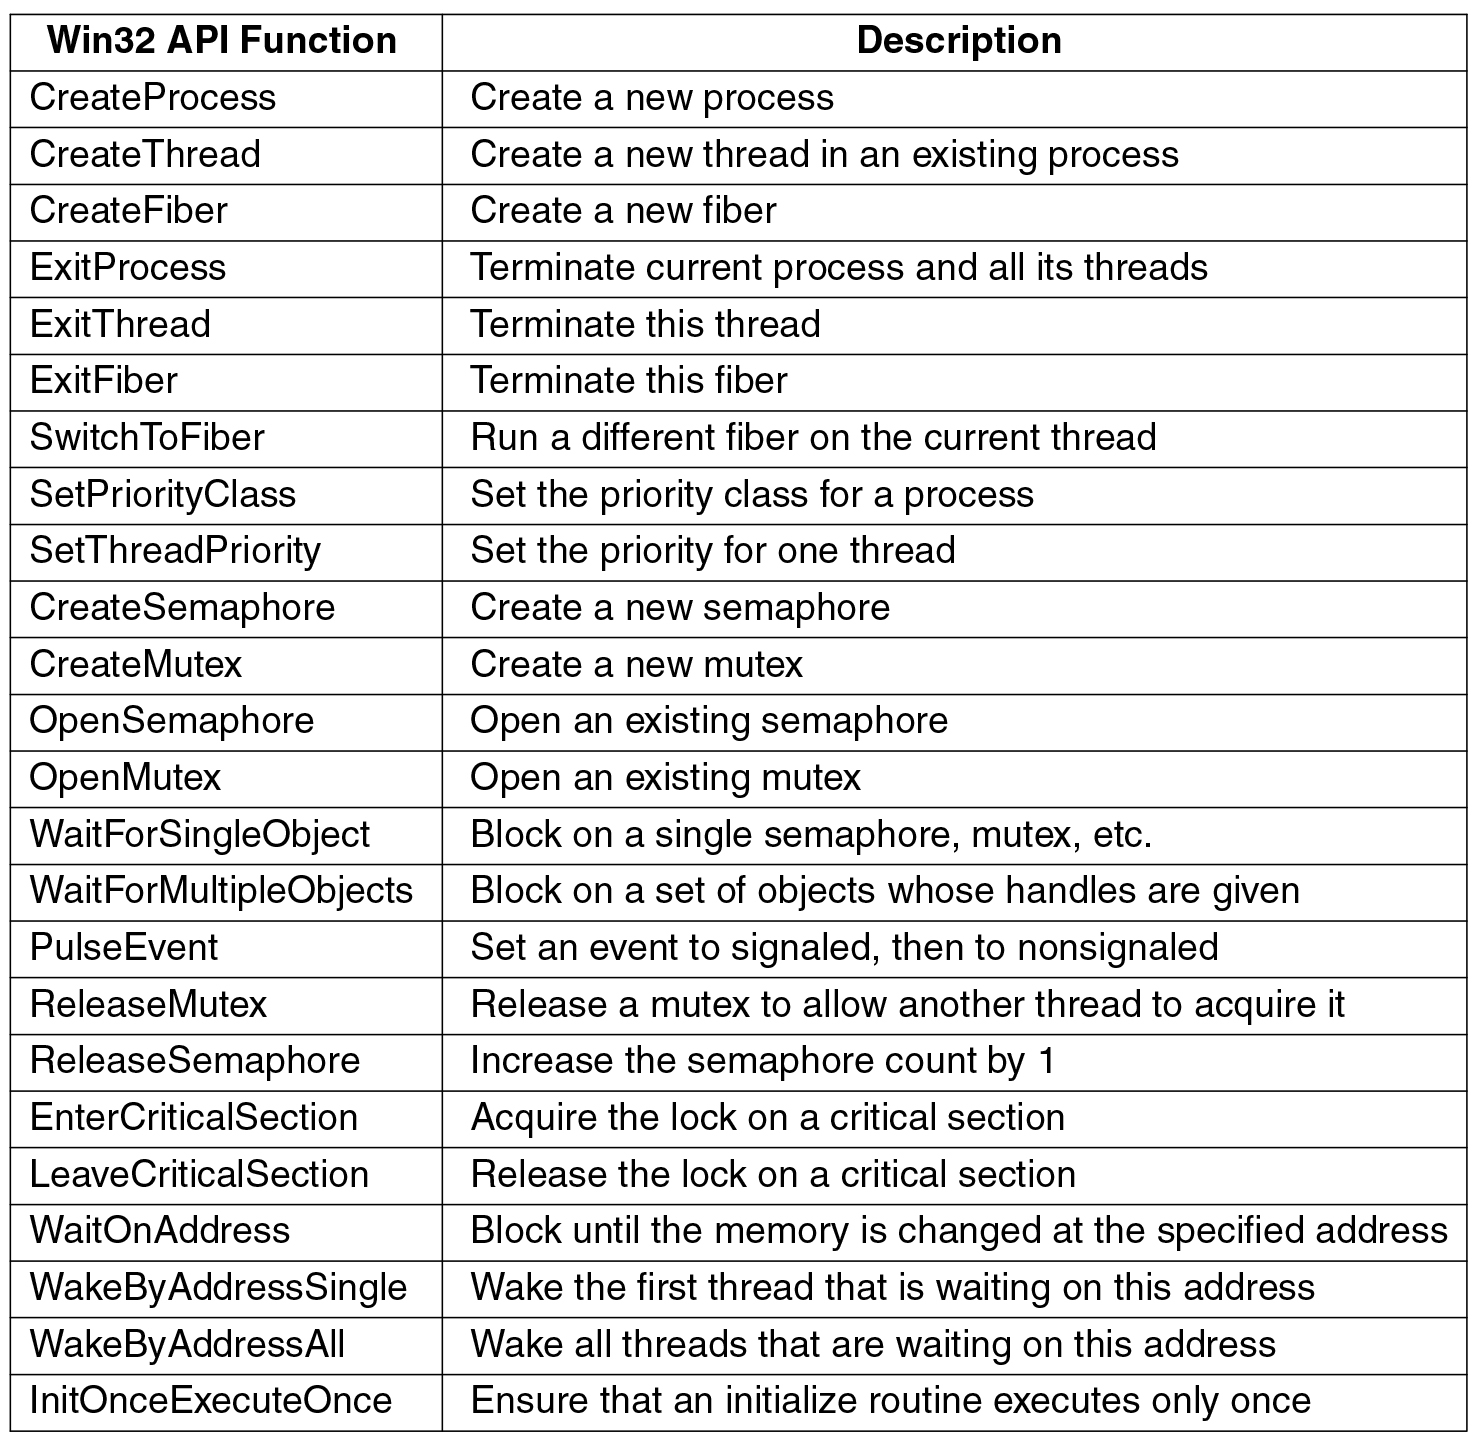 Win32 API Function Description
CreateProcess Create a new process
CreateThread Create a new thread in an existing process
CreateFiber Create a new fiber
ExitProcess Terminate current process and all its threads
ExitThread Terminate this thread
ExitFiber Terminate this fiber
SwitchToFiber Run a different fiber on the current thread
SetPriorityClass Set the priority class for a process
SetThreadPriority Set the priority for one thread
CreateSemaphore Create a new semaphore
CreateMutex Create a new mutex
OpenSemaphore Open an existing semaphore
OpenMutex Open an existing mutex
WaitForSingleObject Block on a single semaphore, mutex, etc.
WaitForMultipleObjects Block on a set of objects whose handles are given
PulseEvent Set an event to signaled, then to nonsignaled
ReleaseMutex Release a mutex to allow another thread to acquire it
ReleaseSemaphore Increase the semaphore count by 1
EnterCriticalSection Acquire the lock on a critical section
LeaveCriticalSection Release the lock on a critical section
WaitOnAddress Block until the memory is changed at the specified address
WakeByAddressSingle Wake the first thread that is waiting on this address
WakeByAddressAll Wake all threads that are waiting on this address
InitOnceExecuteOnce Ensure that an initialize routine executes only once